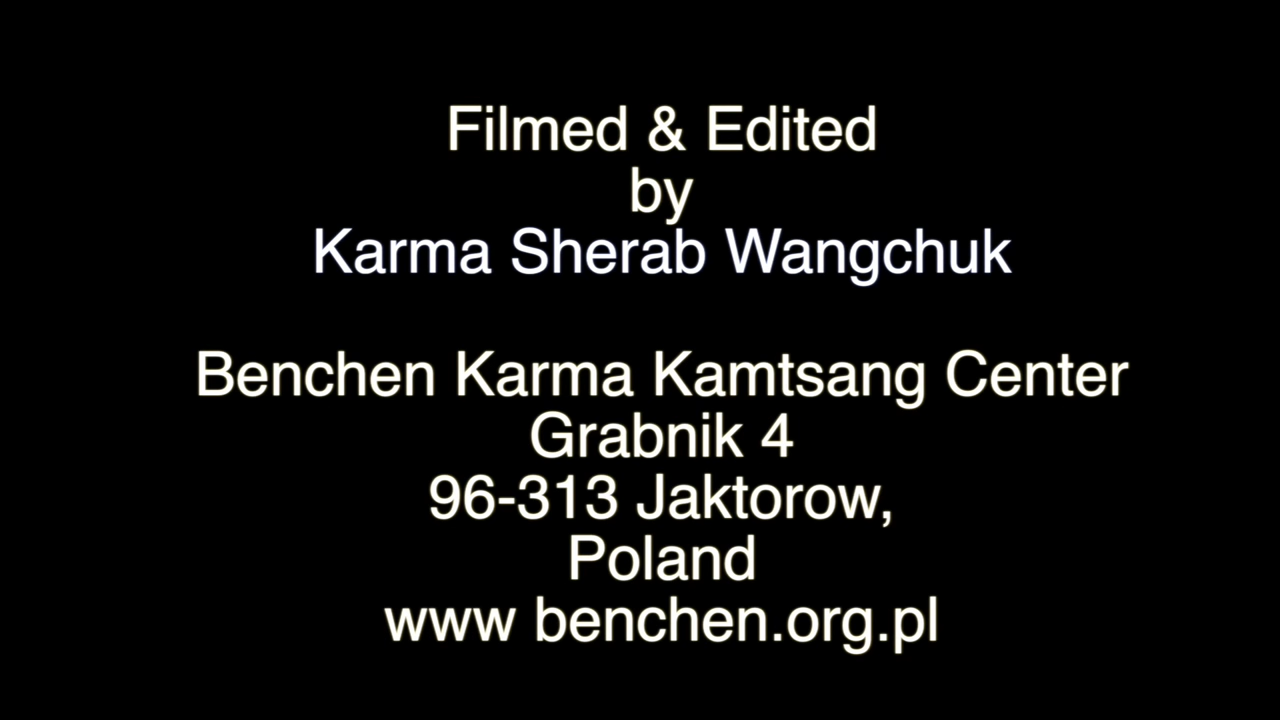 Filmed & Edited
by
Karma Sherab Wangchuk
Benchen Karma Kamtsang Center
Grabnik 4
96-313 Jaktorow,
Poland
www benchen.org.pl